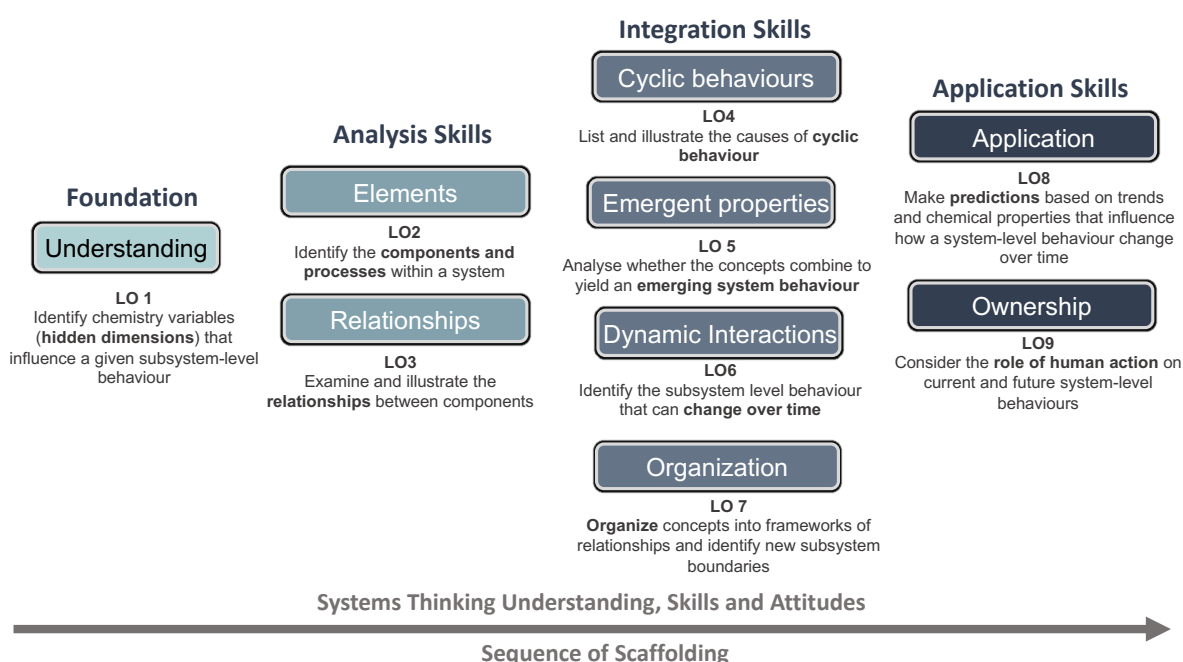 Foundation
Understanding
LO 1
Identify chemistry variables
(hidden dimensions) that
influence a given subsystem-level
behaviour
Analysis Skills
Elements
LO2
Identify the components and
processes within a system
Relationships
LO3
Examine and illustrate the
relationships between components
Integration Skills
Cyclic behaviours
LO4
List and illustrate the causes of cyclic
behaviour
Emergent properties
LO 5
Analyse whether the concepts combine to
yield an emerging system behaviour
Dynamic Interactions
LO6
Identify the subsystem level behaviour
that can change over time
Organization
LO 7
Organize concepts into frameworks of
relationships and identify new subsystem
boundaries
Application Skills
Application
LO8
Make predictions based on trends
and chemical properties that influence
how a system-level behaviour change
over time
Ownership
LO9
Consider the role of human action on
current and future system-level
behaviours
Systems Thinking Understanding, Skills and Attitudes
Sequence of Scaffolding